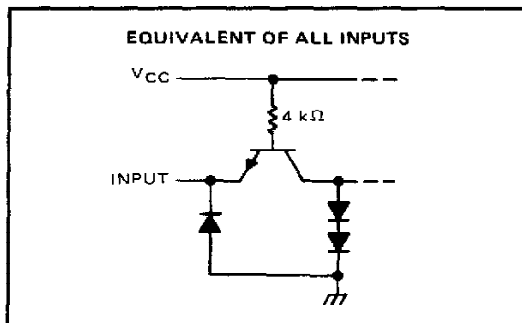 EQUIVALENT OF ALL INPUTS
VCC
4 kΩ
INPUT